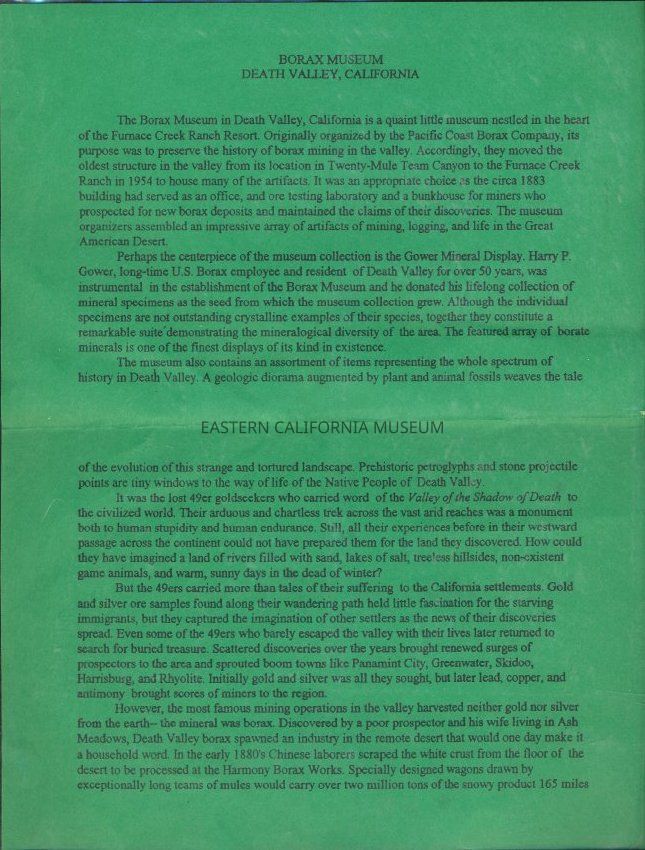 BORAX MUSEUM
DEATH VALLEY, CALIFORNIA
The Borax Museum in Death Valley, California is a quaint little museum nestled in the heart
of the Furnace Creek Ranch Resort. Originally organized by the Pacific Coast Borax Company, its
purpose was to preserve the history of borax mining in the valley. Accordingly, they moved the
oldest structure in the valley from its location in Twenty-Mule Team Canyon to the Furnace Creek
Ranch in 1954 to house many of the artifacts. It was an appropriate choice as the circa 1883
building had served as an office, and ore testing laboratory and a bunkhouse for miners who
prospected for new borax deposits and maintained the claims of their discoveries. The museum
organizers assembled an impressive array of artifacts of mining, logging, and life in the Great
American Desert.
Perhaps the centerpiece of the museum collection is the Gower Mineral Display. Harry P.
Gower, long-time U.S. Borax employee and resident of Death Valley for over 50 years, was
instrumental in the establishment of the Borax Museum and he donated his lifelong collection of
mineral specimens as the seed from which the museum collection grew. Although the individual
specimens are not outstanding crystalline examples of their species, together they constitute a
remarkable suite demonstrating the mineralogical diversity of the area. The featured array of borate
minerals is one of the finest displays of its kind in existence.
The museum also contains an assortment of items representing the whole spectrum of
history in Death Valley. A geologic diorama augmented by plant and animal fossils weaves the tale
EASTERN CALIFORNIA MUSEUM
of the evolution of this strange and tortured landscape. Prehistoric petroglyphs and stone projectile
points are tiny windows to the way of life of the Native People of Death Valley.
It was the lost 49er goldseekers who carried word of the Valley of the Shadow of Death to
the civilized world. Their arduous and chartless trek across the vast arid reaches was a monument
both to human stupidity and human endurance. Still, all their experiences before in their westward
passage across the continent could not have prepared them for the land they discovered. How could
they have imagined a land of rivers filled with sand, lakes of salt, treeless hillsides, non-existent
game animals, and warm, sunny days in the dead of winter?
But the 49ers carried more than tales of their suffering to the California settlements. Gold
and silver ore samples found along their wandering path held little fascination for the starving
immigrants, but they captured the imagination of other settlers as the news of their discoveries
spread. Even some of the 49ers who barely escaped the valley with their lives later returned to
search for buried treasure. Scattered discoveries over the years brought renewed surges of
prospectors to the area and sprouted boom towns like Panamint City, Greenwater, Skidoo,
Harrisburg, and Rhyolite. Initially gold and silver was all they sought, but later lead, copper, and
antimony brought scores of miners to the region.
However, the most famous mining operations in the valley harvested neither gold nor silver
from the earth-- the mineral was borax. Discovered by a poor prospector and his wife living in Ash
Meadows, Death Valley borax spawned an industry in the remote desert that would one day make it
a household word. In the early 1880's Chinese laborers scraped the white crust from the floor of the
desert to be processed at the Harmony Borax Works. Specially designed wagons drawn by
exceptionally long teams of mules would carry over two million tons of the snowy product 165 miles